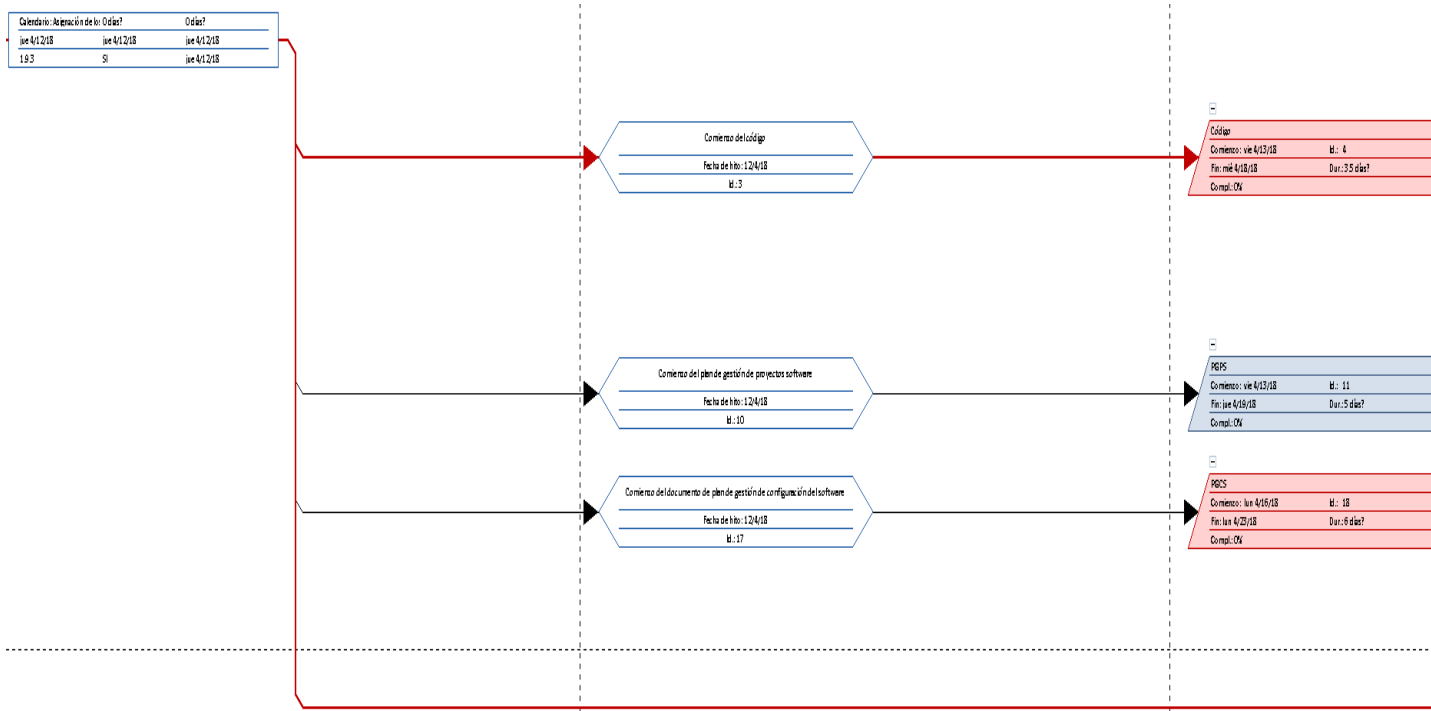 Calendario: Asignación de los 0 días? 0 días?
jue 4/12/18 jue 4/12/18 jue 4/12/18
1.9.3 Sí jue 4/12/18
Comienzo del código
Fecha de hito: 12/4/18
Id.: 3
Código
Comienzo: vie 4/13/18 Id.: 4
Fin: mié 4/18/18 Dur.: 3.5 días?
Compl.: 0%
Comienzo del plan de gestión de proyectos software
Fecha de hito: 12/4/18
Id.: 10
PGPS
Comienzo: vie 4/13/18 Id.: 11
Fin: jue 4/19/18 Dur.: 5 días?
Compl.: 0%
Comienzo del documento de plan de gestión de configuración del software
Fecha de hito: 12/4/18
Id.: 17
PGCS
Comienzo: lun 4/16/18 Id.: 18
Fin: lun 4/23/18 Dur.: 6 días?
Compl.: 0%